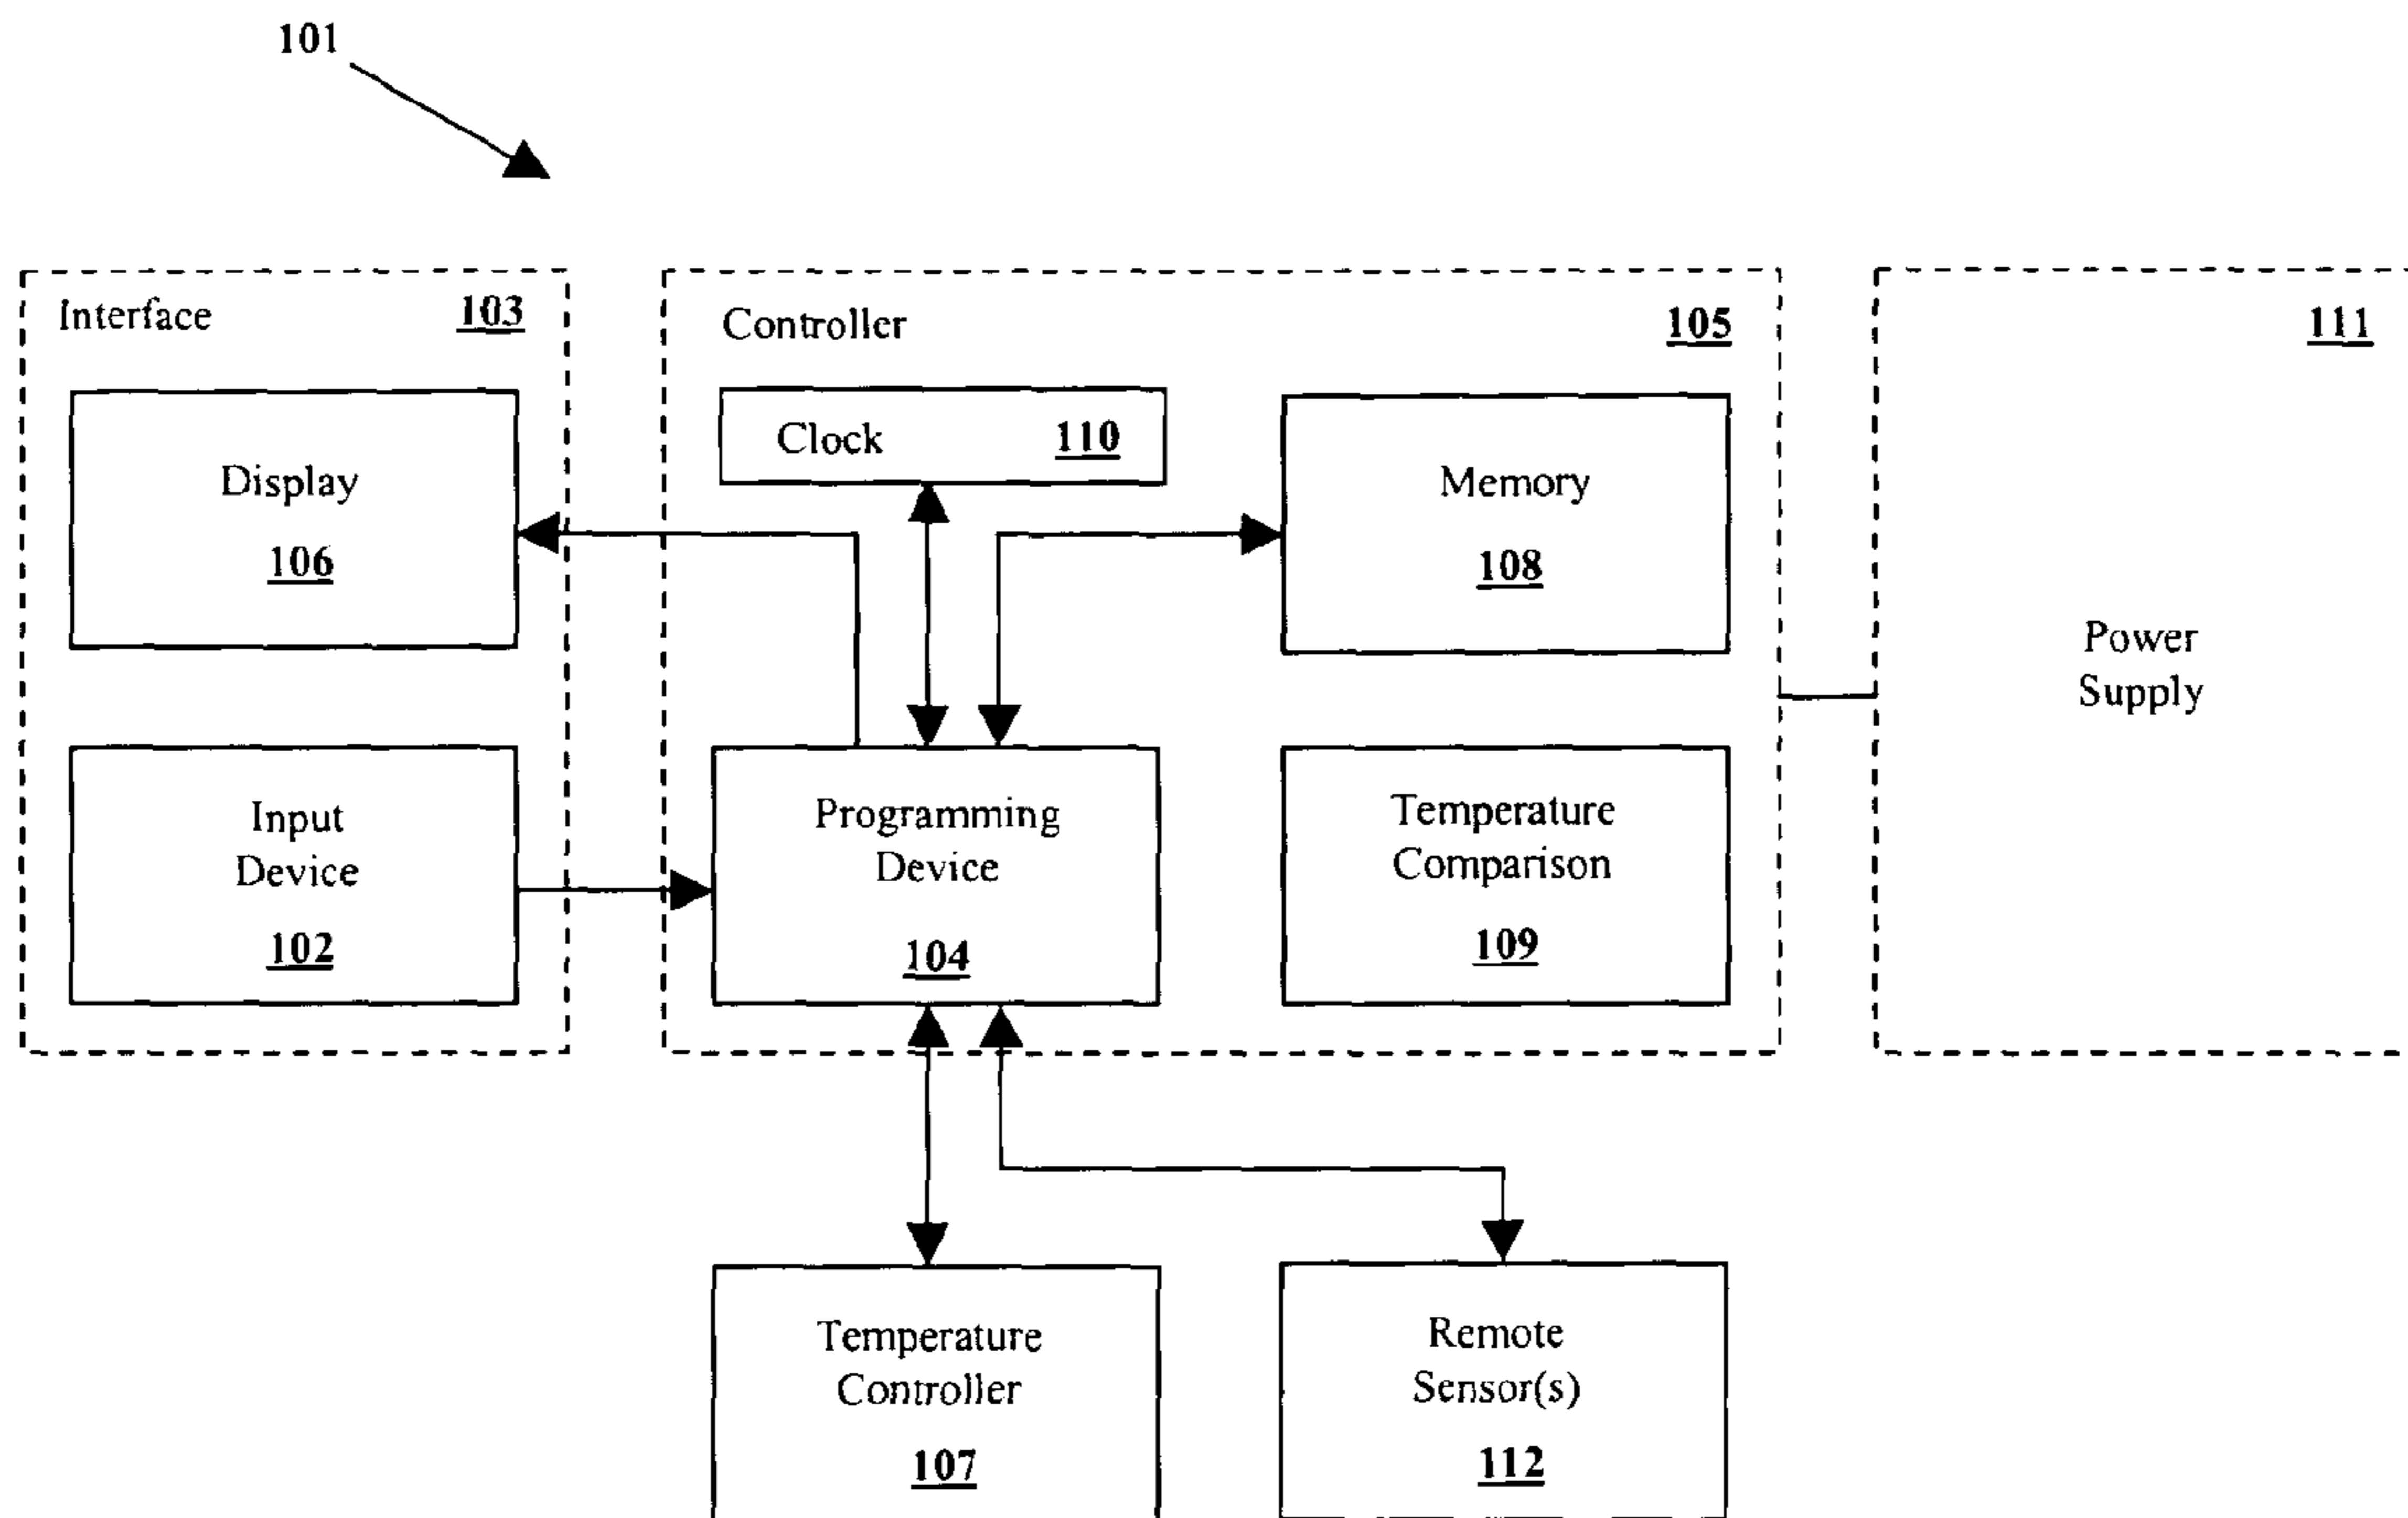 101
Interface 103
Controller 105
111
Clock 110
Display
106
Memory
108
Power
Supply
Input
Device
102
Programming
Device
104
Temperature
Comparison
109
Temperature
Controller
107
Remote
Sensor(s)
112